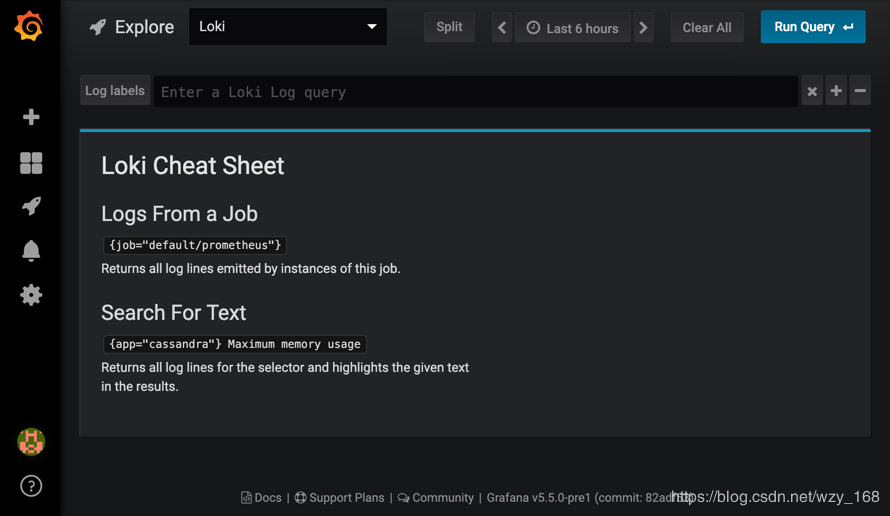 Explore
Loki
Split
Last 6 hours
Clear All
Run Query
Log labels
Enter a Loki Log query
Loki Cheat Sheet
Logs From a Job
{job="default/prometheus"}
Returns all log lines emitted by instances of this job.
Search For Text
{app="cassandra"} Maximum memory usage
Returns all log lines for the selector and highlights the given text
in the results.
Docs | Support Plans | Community | Grafana v5.5.0-pre1 (commit:
https://blog.csdn.net/wzy_168